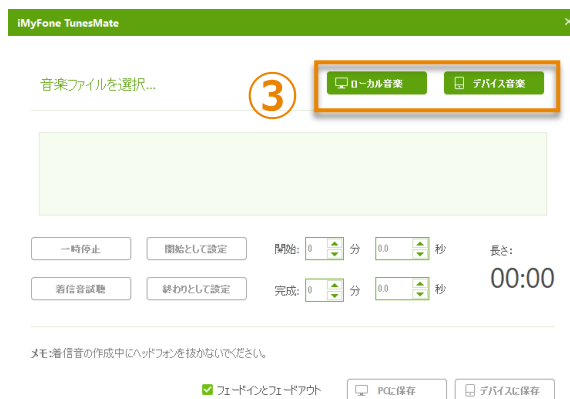 iMyFone TunesMate
音楽ファイルを選択...
③
ローカル音楽
デバイス音楽
一時停止
開始として設定
開始: 0 分 0.0 秒
長さ:
着信音試聴
終わりとして設定
完成: 0 分 0.0 秒
00:00
メモ:着信音の作成中にヘッドフォンを抜かないでください。
フェードインとフェードアウト
PCに保存
デバイスに保存